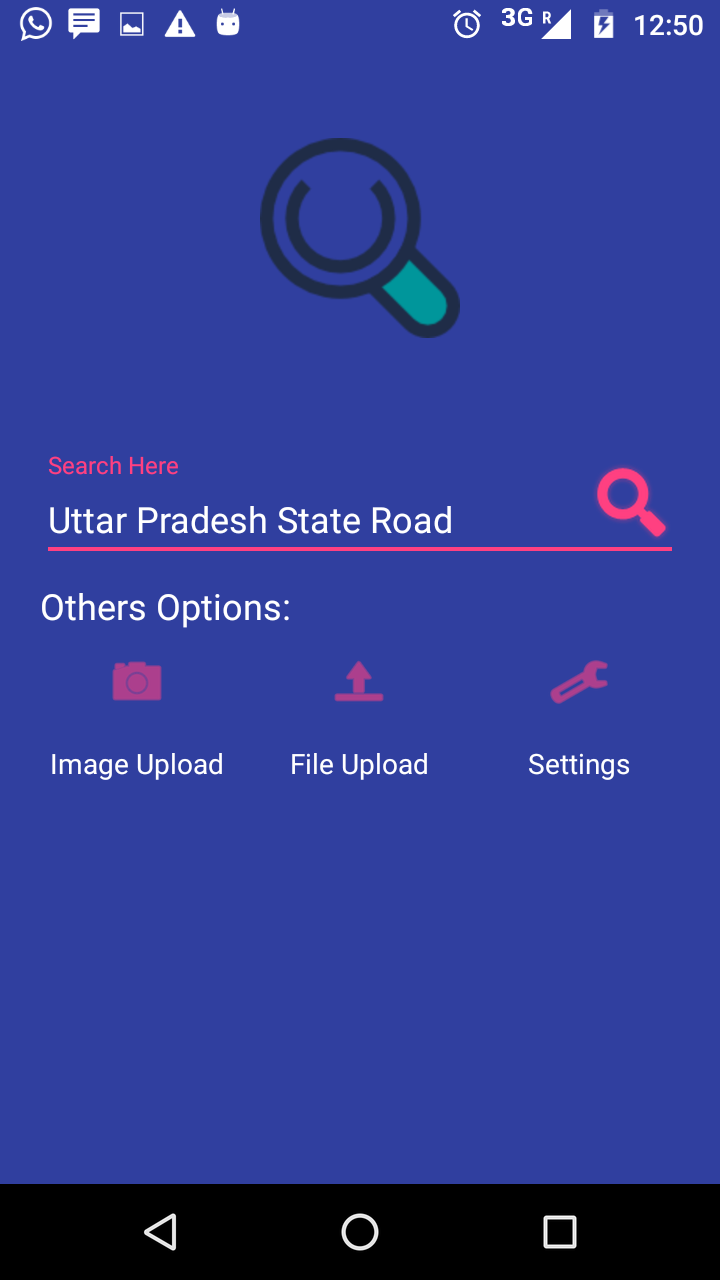 3G R 12:50
Search Here
Uttar Pradesh State Road
Others Options:
Image Upload File Upload Settings